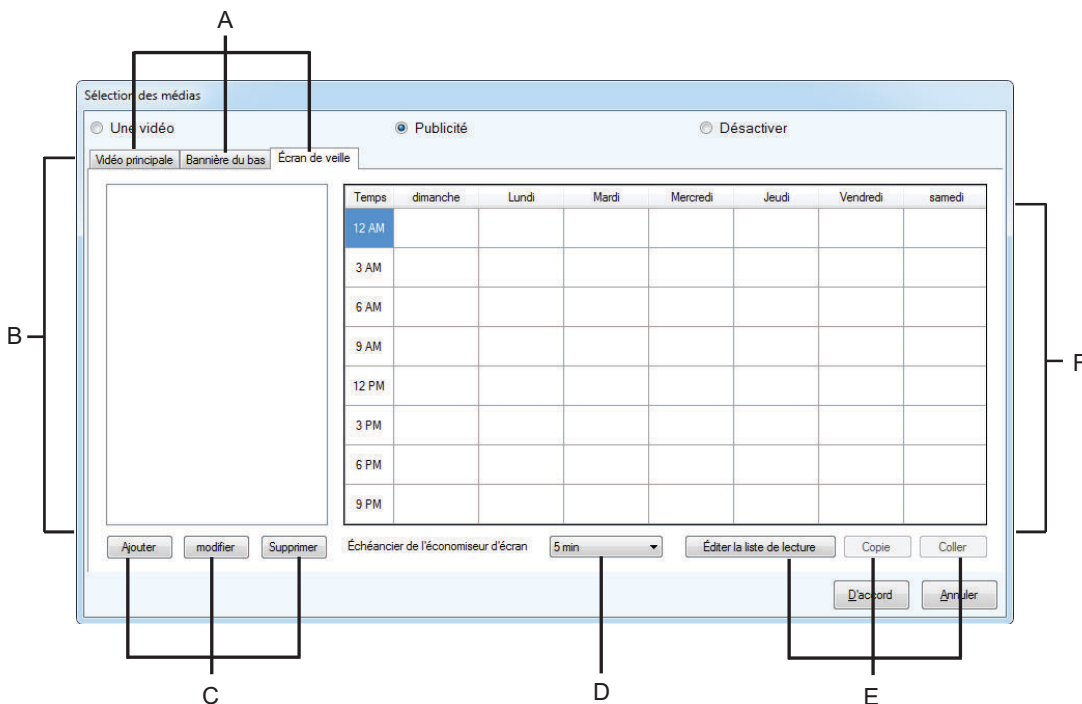 A
Sélection des médias
Une vidéo Publicité Désactiver
Vidéo principale Bannière du bas Écran de veille
Temps dimanche Lundi Mardi Mercredi Jeudi Vendredi samedi
12 AM
3 AM
6 AM
B
9 AM
F
12 PM
3 PM
6 PM
9 PM
Ajouter modifier Supprimer Échéancier de l'économiseur d'écran 5 min Éditer la liste de lecture Copie Coller
D'accord Annuler
C D E